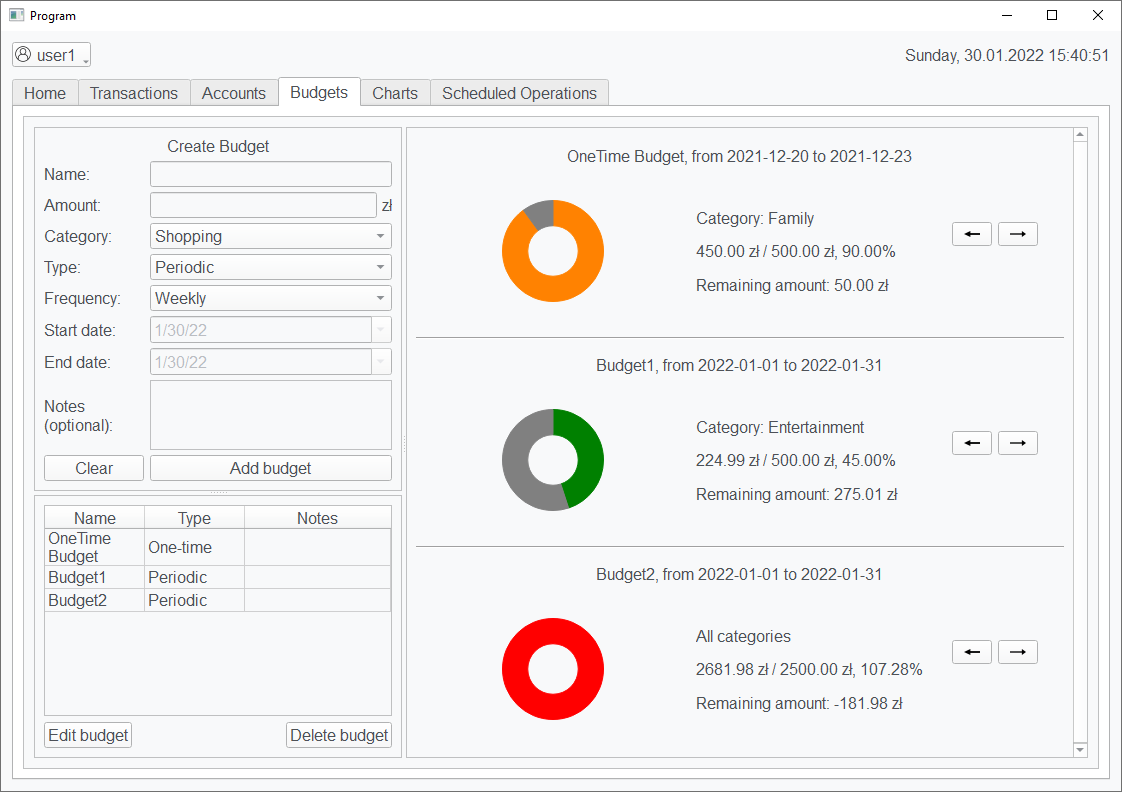 Program
user1
Sunday, 30.01.2022 15:40:51
Home
Transactions
Accounts
Budgets
Charts
Scheduled Operations
Create Budget
Name:
Amount:
zł
Category:
Shopping
Type:
Periodic
Frequency:
Weekly
Start date:
1/30/22
End date:
1/30/22
Notes
(optional):
Clear
Add budget
Name
Type
Notes
OneTime
Budget
One-time
Budget1
Periodic
Budget2
Periodic
Edit budget
Delete budget
OneTime Budget, from 2021-12-20 to 2021-12-23
Category: Family
450.00 zł / 500.00 zł, 90.00%
Remaining amount: 50.00 zł
Budget1, from 2022-01-01 to 2022-01-31
Category: Entertainment
224.99 zł / 500.00 zł, 45.00%
Remaining amount: 275.01 zł
Budget2, from 2022-01-01 to 2022-01-31
All categories
2681.98 zł / 2500.00 zł, 107.28%
Remaining amount: -181.98 zł